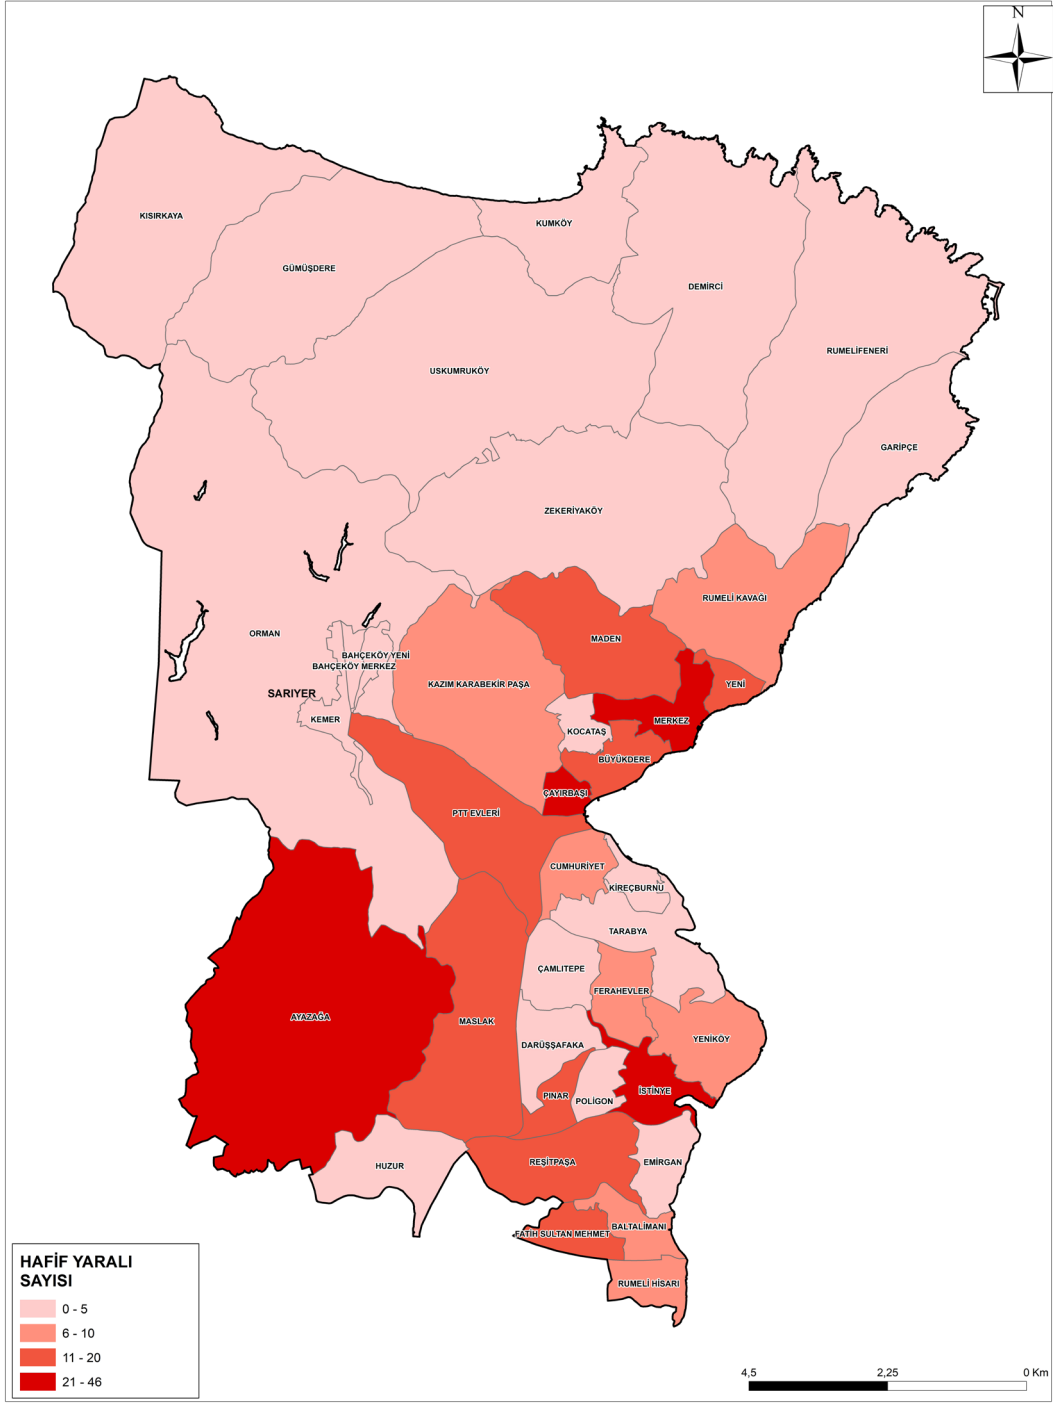 N
KISIRKAYA
KUMKÖY
GÜMÜŞDERE
DEMİRCİ
RUMELİFENERİ
USKUMRUKÖY
GARİPÇE
ZEKERİYAKÖY
RUMELİ KAVAĞI
ORMAN
MADEN
BAHÇEKÖY YENİ
BAHÇEKÖY MERKEZ
KAZIM KARABEKİR PAŞA
YENİ
SARIYER
KEMER
MERKEZ
KOCATAŞ
BÜYÜKDERE
ÇAYIRBAŞI
PTT EVLERİ
CUMHURİYET
KİREÇBURNU
TARABYA
ÇAMLITEPE
FERAHEVLER
AYAZAĞA
MASLAK
YENİKÖY
DARÜŞŞAFAKA
İSTİNYE
PINAR
POLİGON
REŞİTPAŞA
EMİRGAN
HUZUR
BALTALİMANI
FATİH SULTAN MEHMET
RUMELİ HİSARI
HAFİF YARALI
SAYISI
0 - 5
6 - 10
11 - 20
21 - 46
4,5 2,25 0 Km